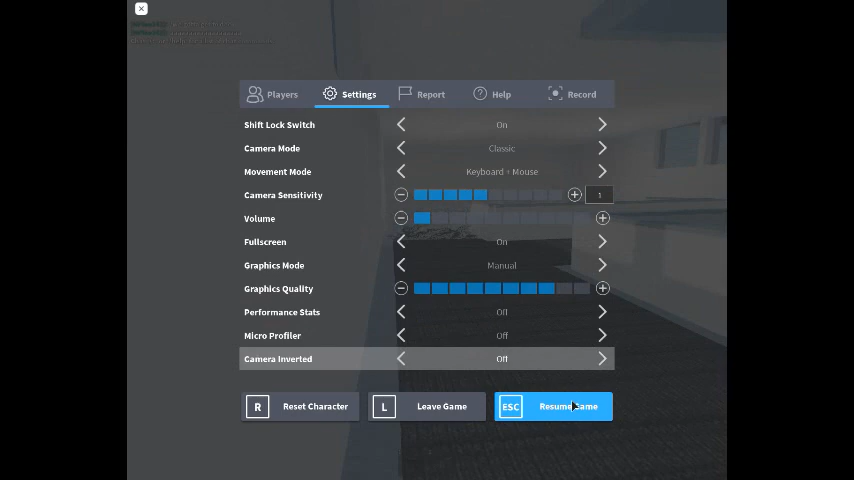 Players Settings Report Help Record
Shift Lock Switch On
Camera Mode Classic
Movement Mode Keyboard + Mouse
Camera Sensitivity 1
Volume
Fullscreen On
Graphics Mode Manual
Graphics Quality
Performance Stats Off
Micro Profiler Off
Camera Inverted Off
R Reset Character L Leave Game ESC Resume Game